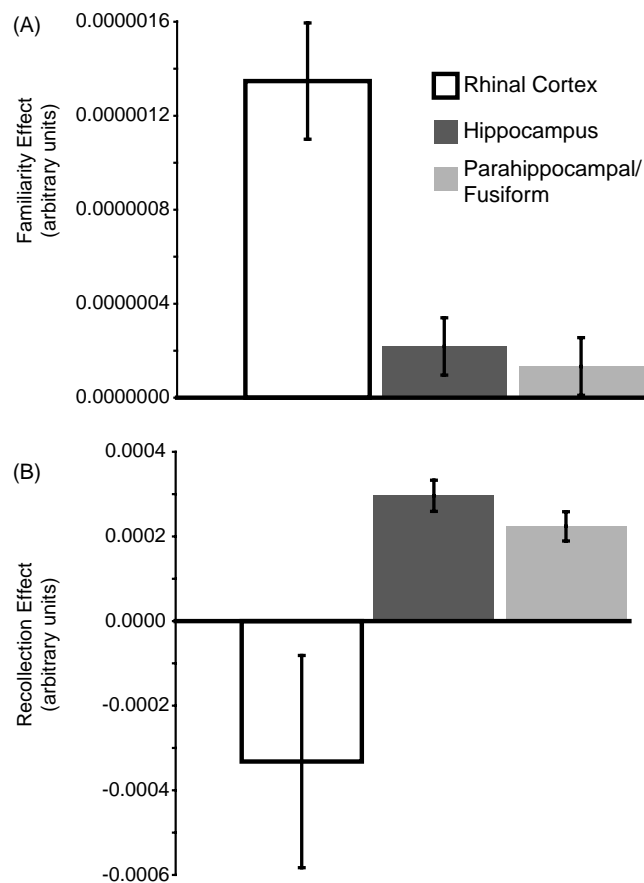 (A)
Familiarity Effect
(arbitrary units)
0.0000016
0.0000012
0.0000008
0.0000004
0.0000000
Rhinal Cortex
Hippocampus
Parahippocampal/
Fusiform
(B)
Recollection Effect
(arbitrary units)
0.0004
0.0002
0.0000
-0.0002
-0.0004
-0.0006